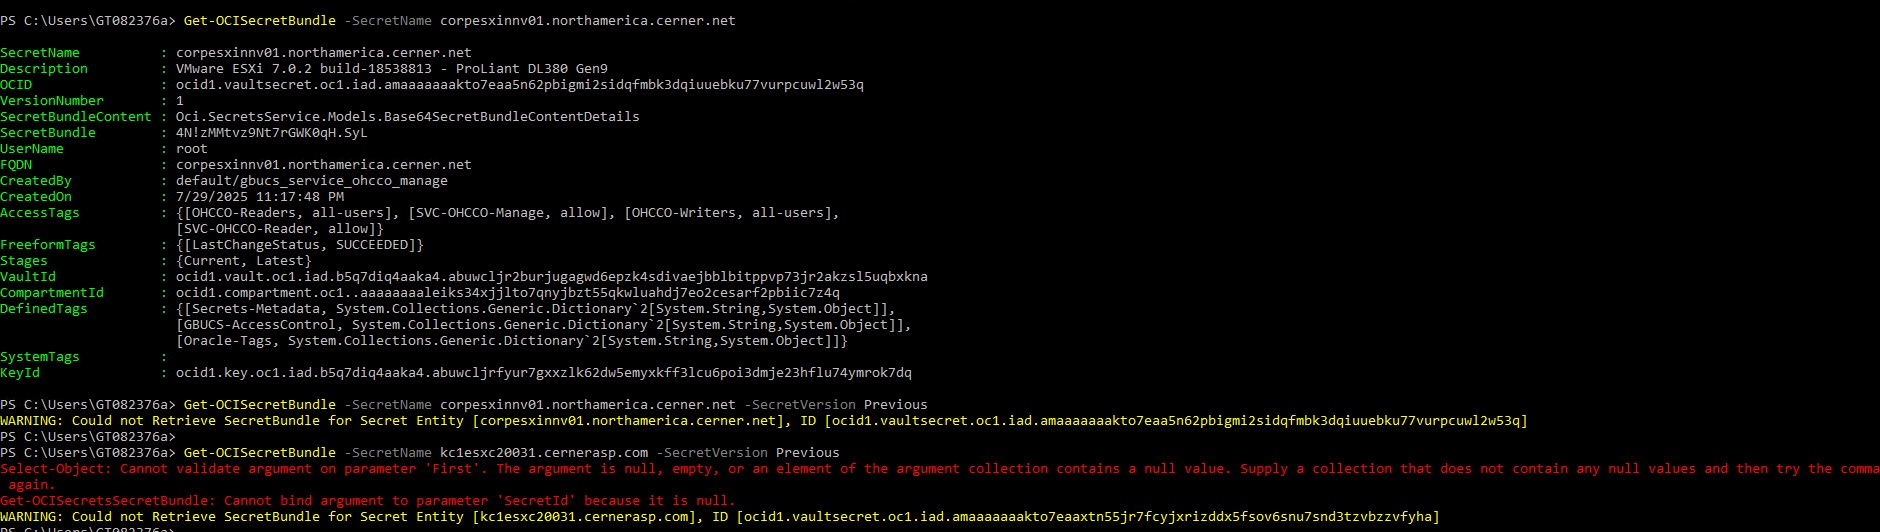 PS C:\Users\GT082376a> Get-OCISecretBundle -SecretName corpesxinnv01.northamerica.cerner.net
SecretName : corpesxinnv01.northamerica.cerner.net
Description : VMware ESXi 7.0.2 build-18538813 - ProLiant DL380 Gen9
OCID : ocid1.vaultsecret.oc1.iad.amaaaaaaakto7eaa5n62pbigmi2sidqfmbk3dqiuuebku77vurpcuwl2w53q
VersionNumber : 1
SecretBundleContent : Oci.SecretsService.Models.Base64SecretBundleContentDetails
SecretBundle : 4N!zMMtvz9Nt7rGWK0qH.SyL
UserName : root
FQDN : corpesxinnv01.northamerica.cerner.net
CreatedBy : default/gbucs_service_ohcco_manage
CreatedOn : 7/29/2025 11:17:48 PM
AccessTags : {[OHCCO-Readers, all-users], [SVC-OHCCO-Manage, allow], [OHCCO-Writers, all-users],
[SVC-OHCCO-Reader, allow]}
FreeformTags : {[LastChangeStatus, SUCCEEDED]}
Stages : {Current, Latest}
VaultId : ocid1.vault.oc1.iad.b5q7diq4aaka4.abuwcljr2burjugagwd6epzk4sdivaejbblbitppvp73jr2akzsl5uqbxkna
CompartmentId : ocid1.compartment.oc1..aaaaaaaaleiks34xjjlto7qnyjbzt55qkwluahdj7eo2cesarf2pbiic7z4q
DefinedTags : {[Secrets-Metadata, System.Collections.Generic.Dictionary`2[System.String,System.Object]],
[GBUCS-AccessControl, System.Collections.Generic.Dictionary`2[System.String,System.Object]],
[Oracle-Tags, System.Collections.Generic.Dictionary`2[System.String,System.Object]]}
SystemTags :
KeyId : ocid1.key.oc1.iad.b5q7diq4aaka4.abuwcljrfyur7gxxzlk62dw5emyxkff3lcu6poi3dmje23hflu74ymrok7dq
PS C:\Users\GT082376a> Get-OCISecretBundle -SecretName corpesxinnv01.northamerica.cerner.net -SecretVersion Previous
WARNING: Could not Retrieve SecretBundle for Secret Entity [corpesxinnv01.northamerica.cerner.net], ID [ocid1.vaultsecret.oc1.iad.amaaaaaaakto7eaa5n62pbigmi2sidqfmbk3dqiuuebku77vurpcuwl2w53q]
PS C:\Users\GT082376a>
PS C:\Users\GT082376a> Get-OCISecretBundle -SecretName kc1esxc20031.cernerasp.com -SecretVersion Previous
Select-Object: Cannot validate argument on parameter 'First'. The argument is null, empty, or an element of the argument collection contains a null value. Supply a collection that does not contain any null values and then try the comma
again.
Get-OCISecretsSecretBundle: Cannot bind argument to parameter 'SecretId' because it is null.
WARNING: Could not Retrieve SecretBundle for Secret Entity [kc1esxc20031.cernerasp.com], ID [ocid1.vaultsecret.oc1.iad.amaaaaaaakto7eaaxtn55jr7fcyjxrizddx5fsov6snu7snd3tzvbzzvfyha]
PS C:\Users\GT082376a>